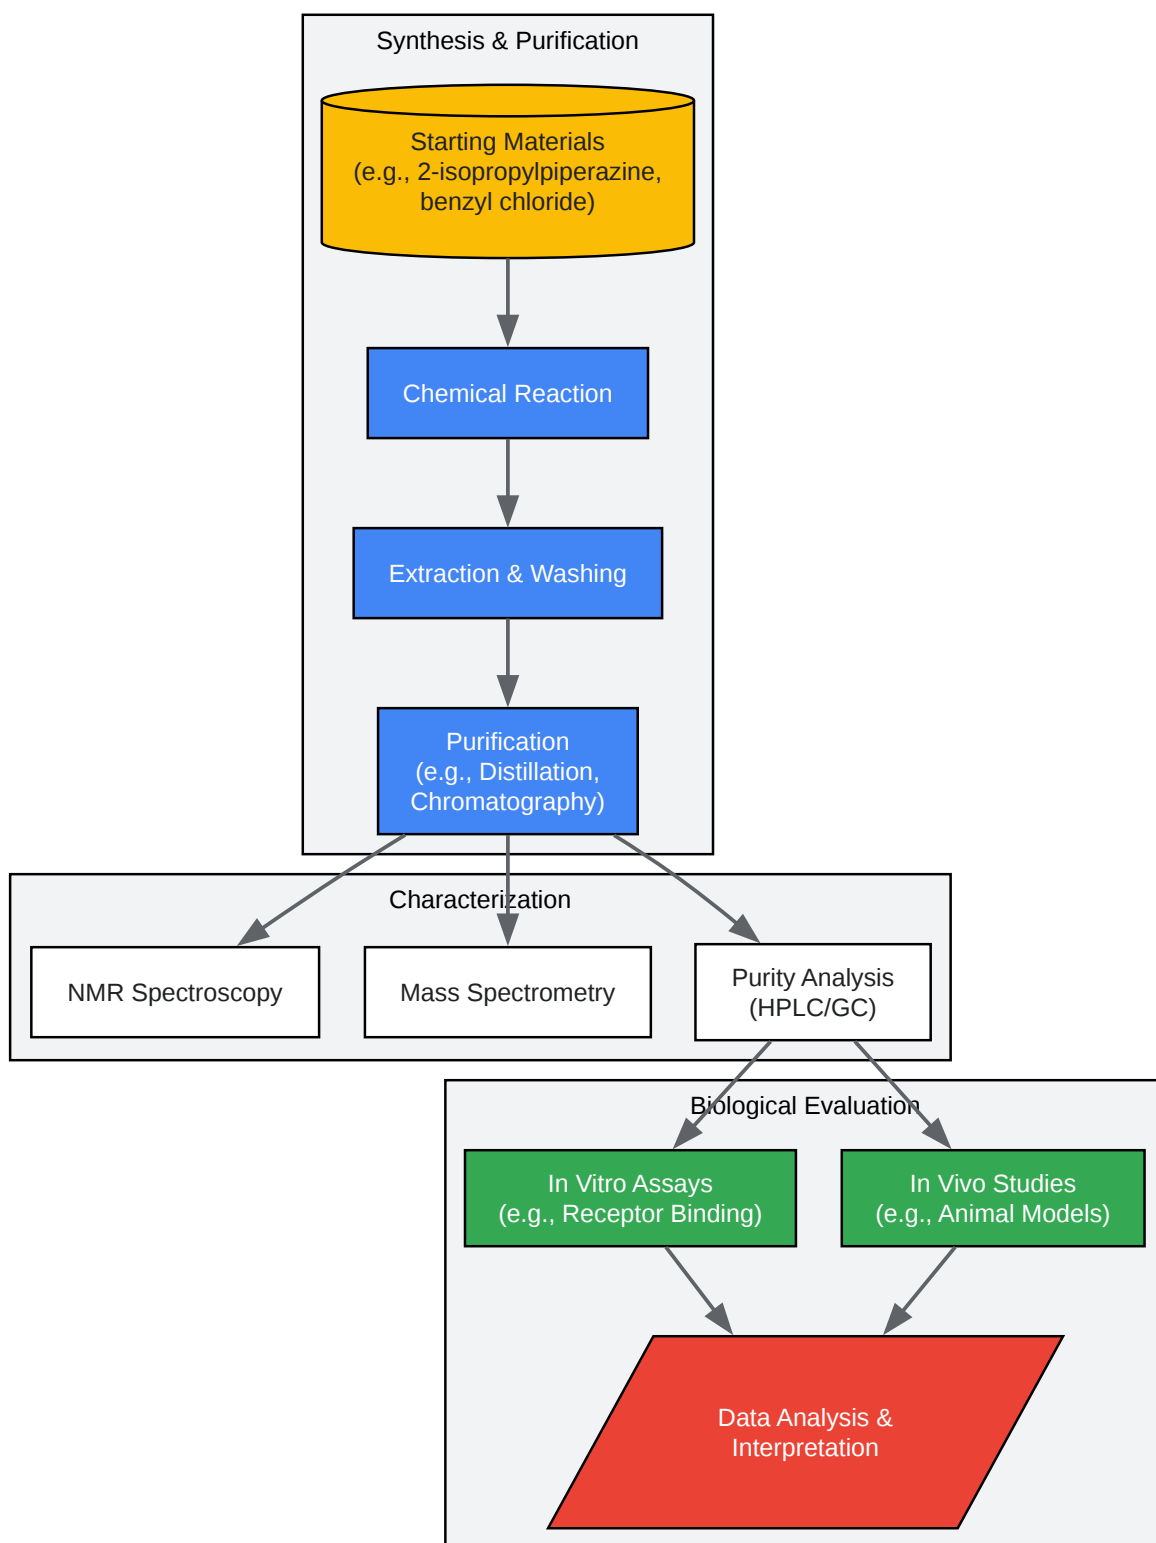 Synthesis & Purification
Starting Materials
(e.g., 2-isopropylpiperazine,
benzyl chloride)
Chemical Reaction
Extraction & Washing
Purification
(e.g., Distillation,
Chromatography)
Characterization
NMR Spectroscopy
Mass Spectrometry
Purity Analysis
(HPLC/GC)
Biological Evaluation
In Vitro Assays
(e.g., Receptor Binding)
In Vivo Studies
(e.g., Animal Models)
Data Analysis &
Interpretation